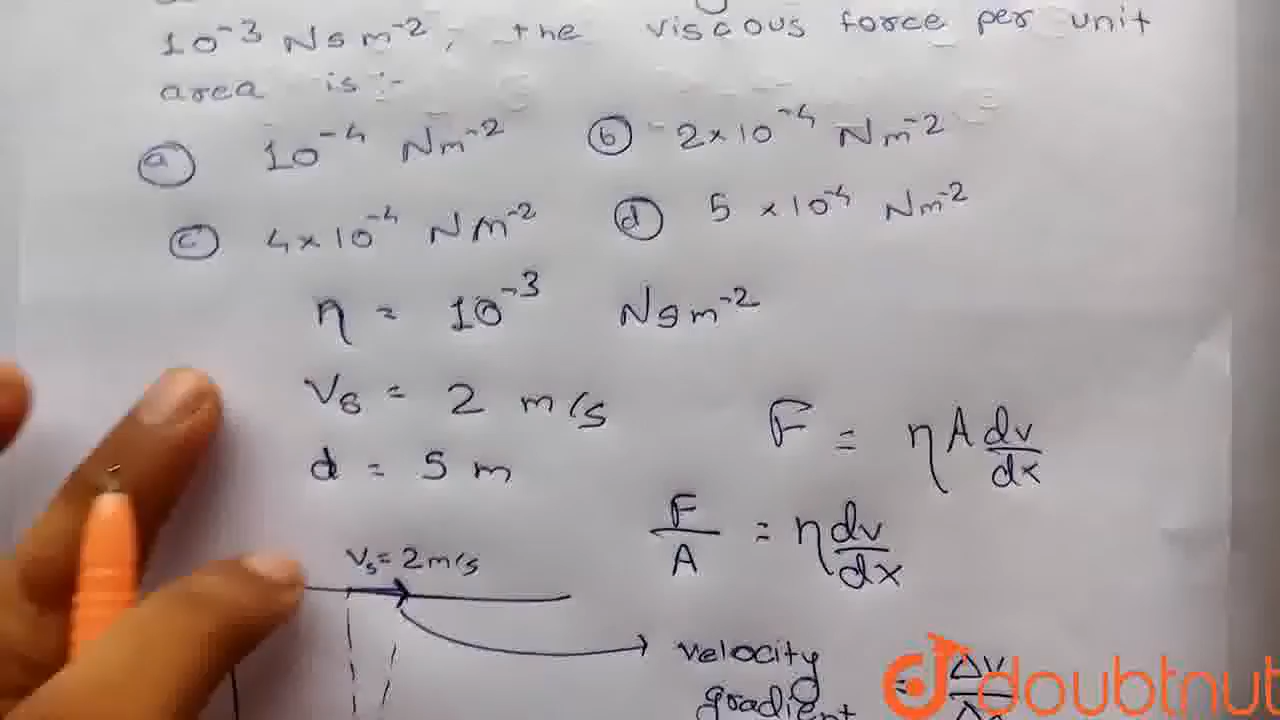 10⁻³ Nsm⁻², the viscous force per unit
area is :-
(a) 10⁻⁴ Nm⁻² (b) 2×10⁻⁴ Nm⁻²
(c) 4×10⁻⁴ Nm⁻² (d) 5×10⁻⁴ Nm⁻²
η = 10⁻³ Nsm⁻²
Vs = 2 m/s
F = ηA dv/dx
d = 5 m
F/A = η dv/dx
Vs = 2m/s
velocity
gradient = ΔV
doubtnut